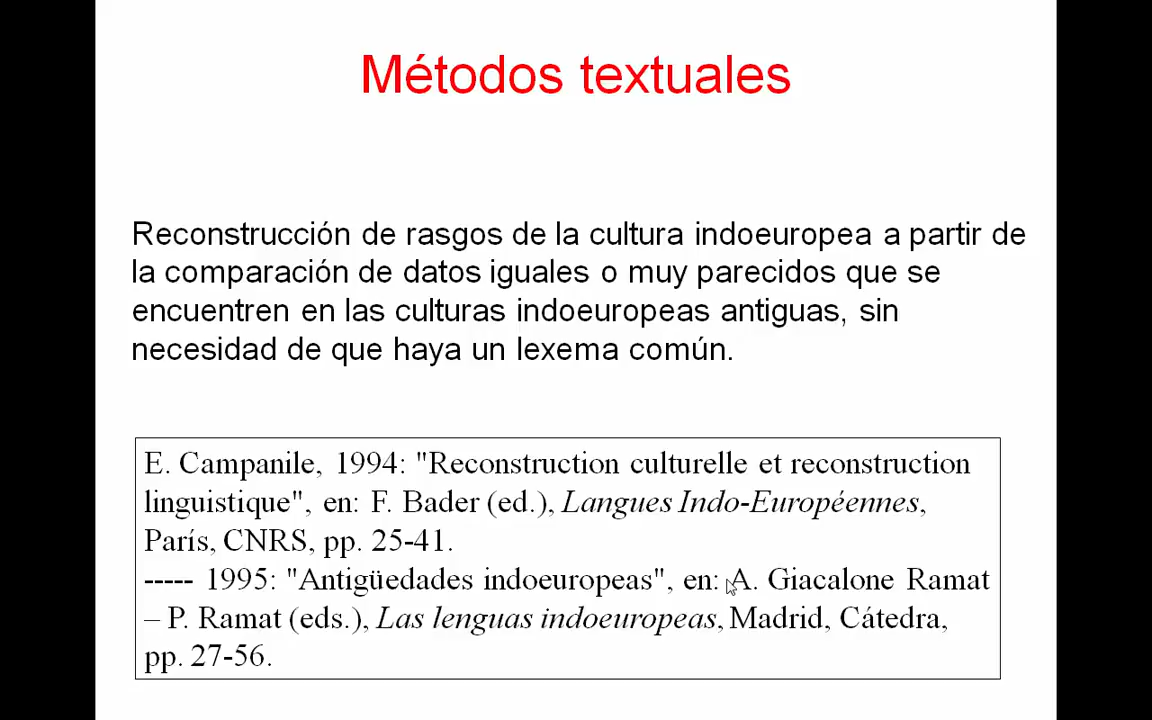 Métodos textuales
Reconstrucción de rasgos de la cultura indoeuropea a partir de
la comparación de datos iguales o muy parecidos que se
encuentren en las culturas indoeuropeas antiguas, sin
necesidad de que haya un lexema común.
E. Campanile, 1994: "Reconstruction culturelle et reconstruction
linguistique", en: F. Bader (ed.), Langues Indo-Européennes,
París, CNRS, pp. 25-41.
----- 1995: "Antigüedades indoeuropeas", en: A. Giacalone Ramat
– P. Ramat (eds.), Las lenguas indoeuropeas, Madrid, Cátedra,
pp. 27-56.